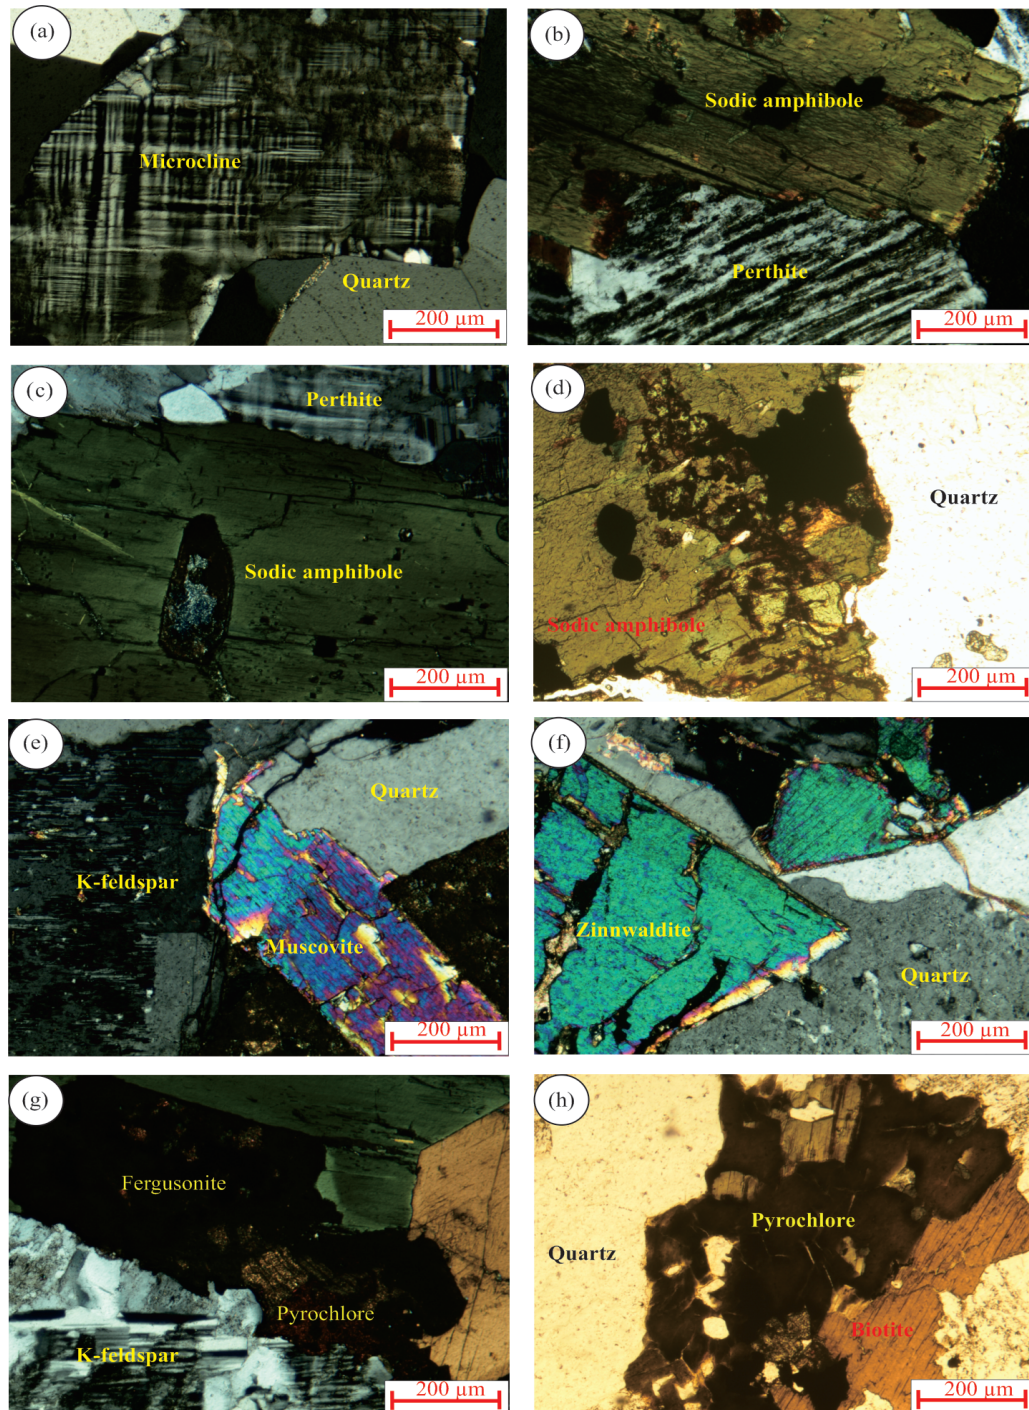 (a)
Microcline
Quartz
200 µm
(b)
Sodic amphibole
Perthite
200 µm
(c)
Perthite
Sodic amphibole
200 µm
(d)
Quartz
Sodic amphibole
200 µm
(e)
Quartz
K-feldspar
Muscovite
200 µm
(f)
Zinnwaldite
Quartz
200 µm
(g)
Fergusonite
Pyrochlore
K-feldspar
200 µm
(h)
Pyrochlore
Quartz
Biotite
200 µm